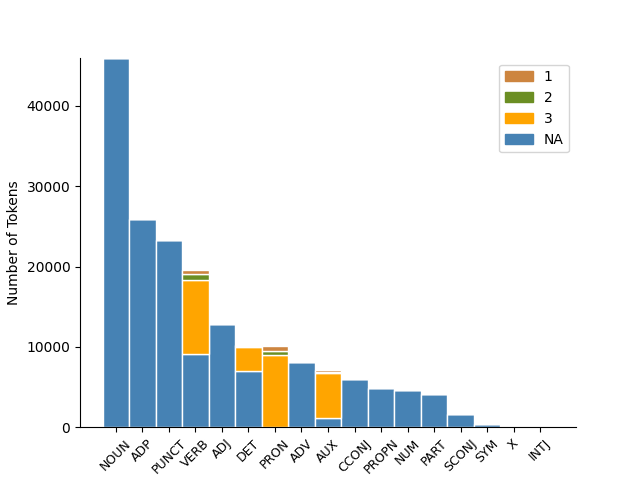 1
2
3
NA
Number of Tokens
40000
30000
20000
10000
0
NOUN
ADP
PUNCT
VERB
ADJ
DET
PRON
ADV
AUX
CCONJ
PROPN
NUM
PART
SCONJ
SYM
X
INTJ